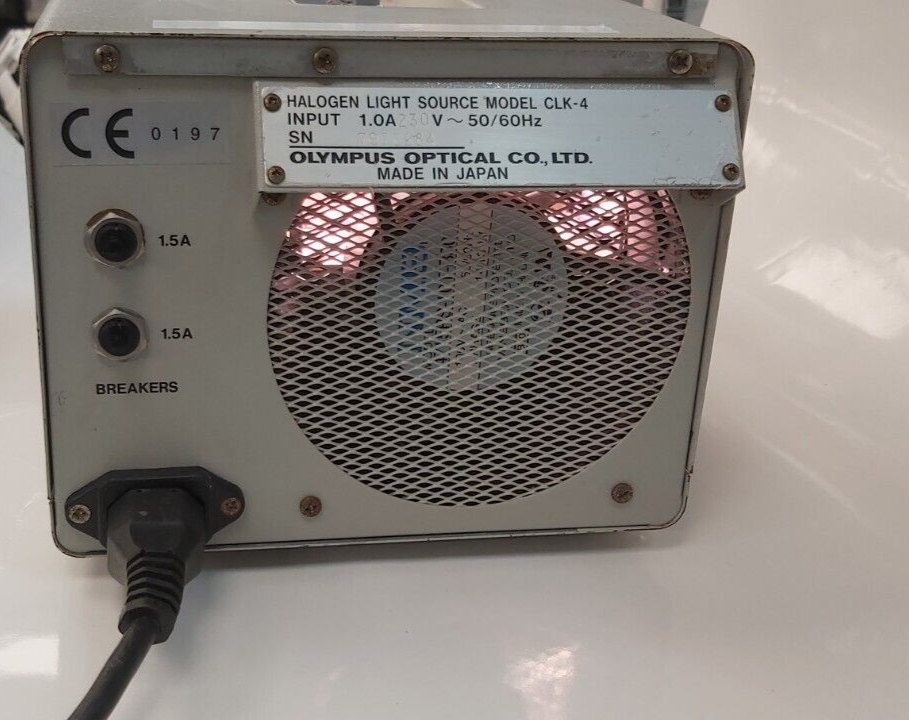 HALOGEN LIGHT SOURCE MODEL CLK-4
INPUT 1.0A 230 V ~ 50/60Hz
SN
OLYMPUS OPTICAL CO., LTD.
MADE IN JAPAN
CE 0197
1.5A
1.5A
BREAKERS